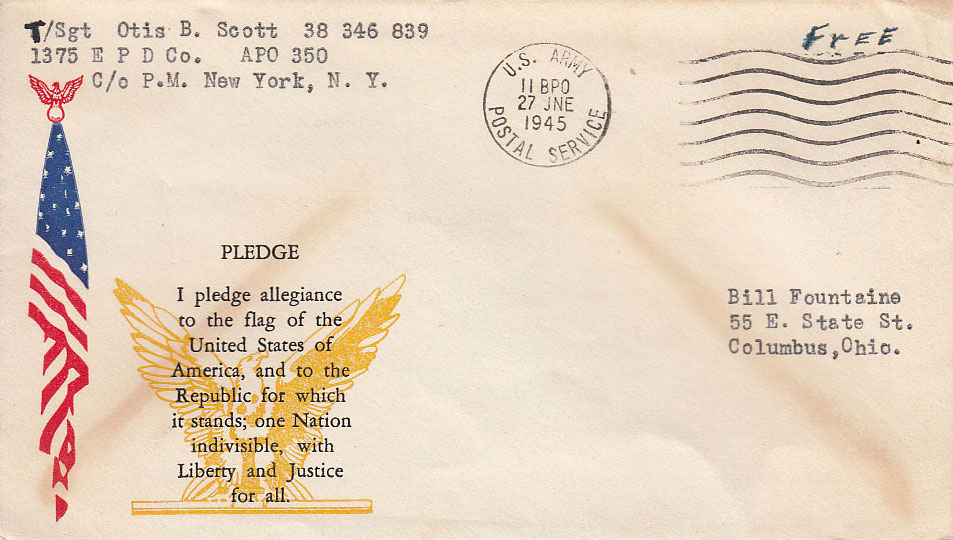 T/Sgt Otis B. Scott 38 346 839
1375 E P D Co. APO 350
C/o P.M. New York, N. Y.
U.S. ARMY
11 BPO
27 JNE
1945
POSTAL SERVICE
Free
PLEDGE
I pledge allegiance
to the flag of the
United States of
America, and to the
Republic for which
it stands; one Nation
indivisible, with
Liberty and Justice
for all.
Bill Fountaine
55 E. State St.
Columbus,Ohio.